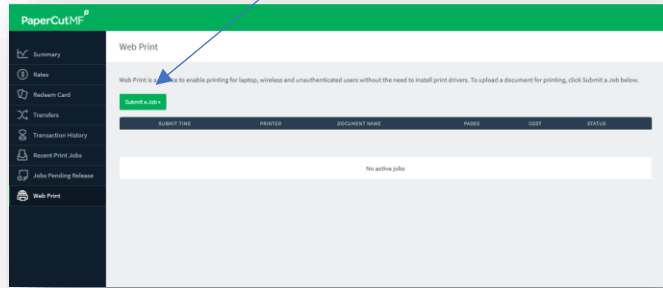 PaperCutMF
Summary
Rates
Redeem Card
Transfers
Transaction History
Recent Print Jobs
Jobs Pending Release
Web Print
Web Print
Web Print is a to enable printing for laptop, wireless and unauthenticated users without the need to install print drivers. To upload a document for printing, click Submit a Job below.
Submit a Job »
SUBMIT TIME PRINTER DOCUMENT NAME PAGES COST STATUS
No active jobs